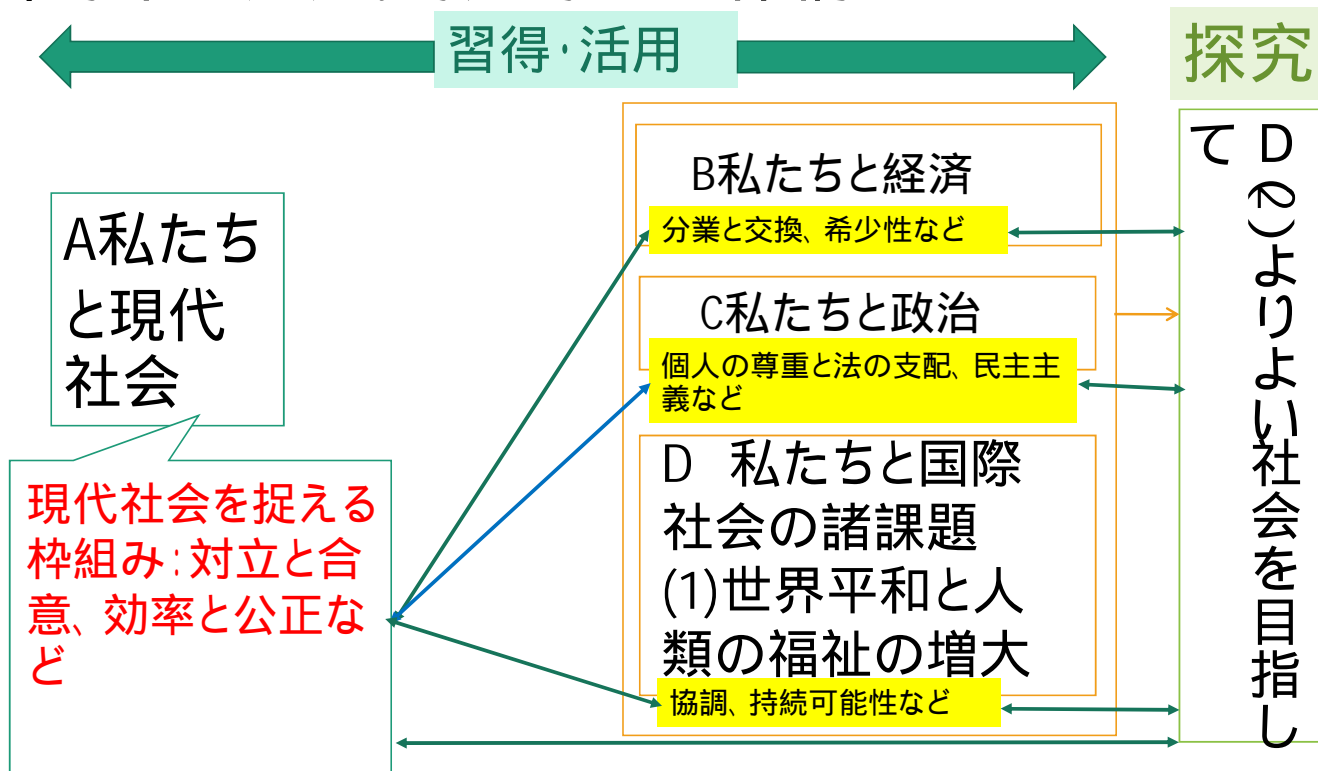 習得・活用
探究
A私たち
と現代
社会
現代社会を捉える
枠組み：対立と合
意、効率と公正な
ど
B私たちと経済
分業と交換、希少性など
C私たちと政治
個人の尊重と法の支配、民主主
義など
D　私たちと国際
社会の諸課題
(1)世界平和と人
類の福祉の増大
協調、持続可能性など
D(2)よりよい社会を目指し
て